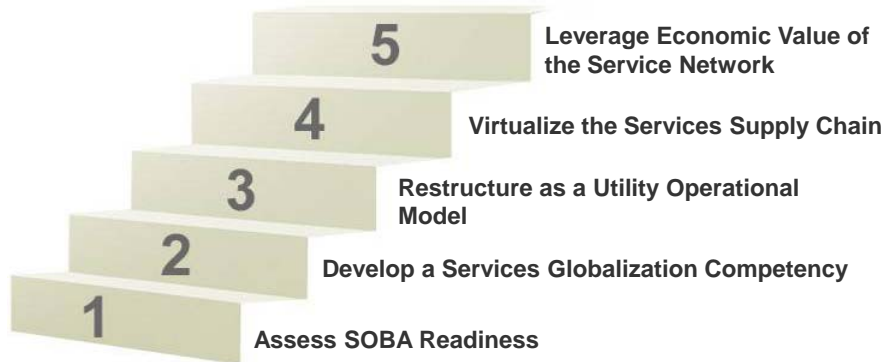 5
Leverage Economic Value of
the Service Network
4
Virtualize the Services Supply Chain
3
Restructure as a Utility Operational
Model
2
Develop a Services Globalization Competency
1
Assess SOBA Readiness